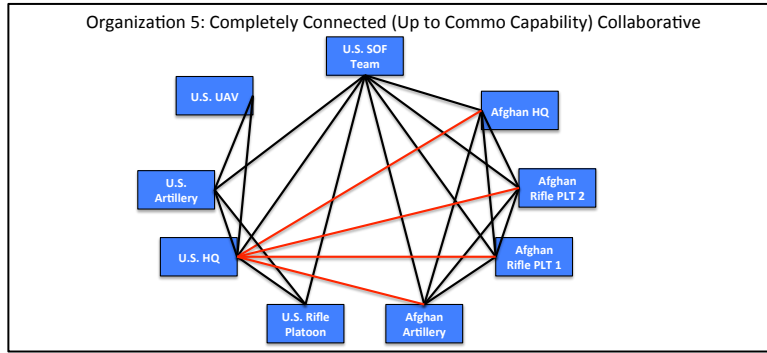 Organization 5: Completely Connected (Up to Commo Capability) Collaborative
U.S. SOF
Team
U.S. UAV
Afghan HQ
U.S.
Artillery
Afghan
Rifle PLT 2
U.S. HQ
Afghan
Rifle PLT 1
U.S. Rifle
Platoon
Afghan
Artillery